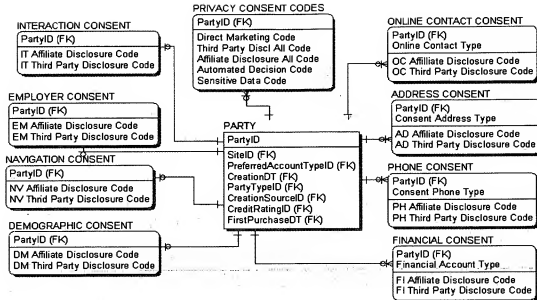 PRIVACY CONSENT CODES
PartyID (FK)
Direct Marketing Code
Third Party Discl All Code
Affiliate Disclosure All Code
Automated Decision Code
Sensitive Data Code
INTERACTION CONSENT
PartyID (FK)
IT Affiliate Disclosure Code
IT Third Party Disclosure Code
EMPLOYER CONSENT
PartyID (FK)
EM Affiliate Disclosure Code
EM Third Party Disclosure Code
NAVIGATION CONSENT
PartyID (FK)
NV Affiliate Disclosure Code
NV Third Party Disclosure Code
DEMOGRAPHIC CONSENT
PartyID (FK)
DM Affiliate Disclosure Code
DM Third Party Disclosure Code
PARTY
PartyID
SiteID (FK)
PreferredAccountTypeID (FK)
CreationDT (FK)
PartyTypeID (FK)
CreationSourceID (FK)
CreditRatingID (FK)
FirstPurchaseDT (FK)
ONLINE CONTACT CONSENT
PartyID (FK)
Online Contact Type
OC Affiliate Disclosure Code
OC Third Party Disclosure Code
ADDRESS CONSENT
PartyID (FK)
Consent Address Type
AD Affiliate Disclosure Code
AD Third Party Disclosure Code
PHONE CONSENT
PartyID (FK)
Consent Phone Type
PH Affiliate Disclosure Code
PH Third Party Disclosure Code
FINANCIAL CONSENT
PartyID (FK)
Financial Account Type
FI Affiliate Disclosure Code
FI Third Party Disclosure Code